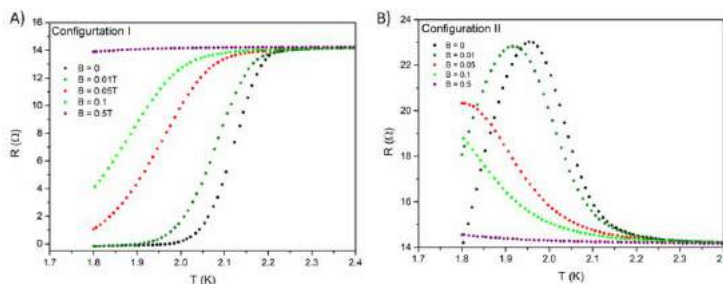 A)
Configurtation I
B = 0
B = 0.01T
B = 0.05T
B = 0.1
B = 0.5T
R (Ω)
16
14
12
10
8
6
4
2
0
1.7 1.8 1.9 2.0 2.1 2.2 2.3 2.4
T (K)
B)
Configuration II
B = 0
B = 0.01
B = 0.05
B = 0.1
B = 0.5
R (Ω)
24
22
20
18
16
14
1.7 1.8 1.9 2.0 2.1 2.2 2.3 2.4
T (K)